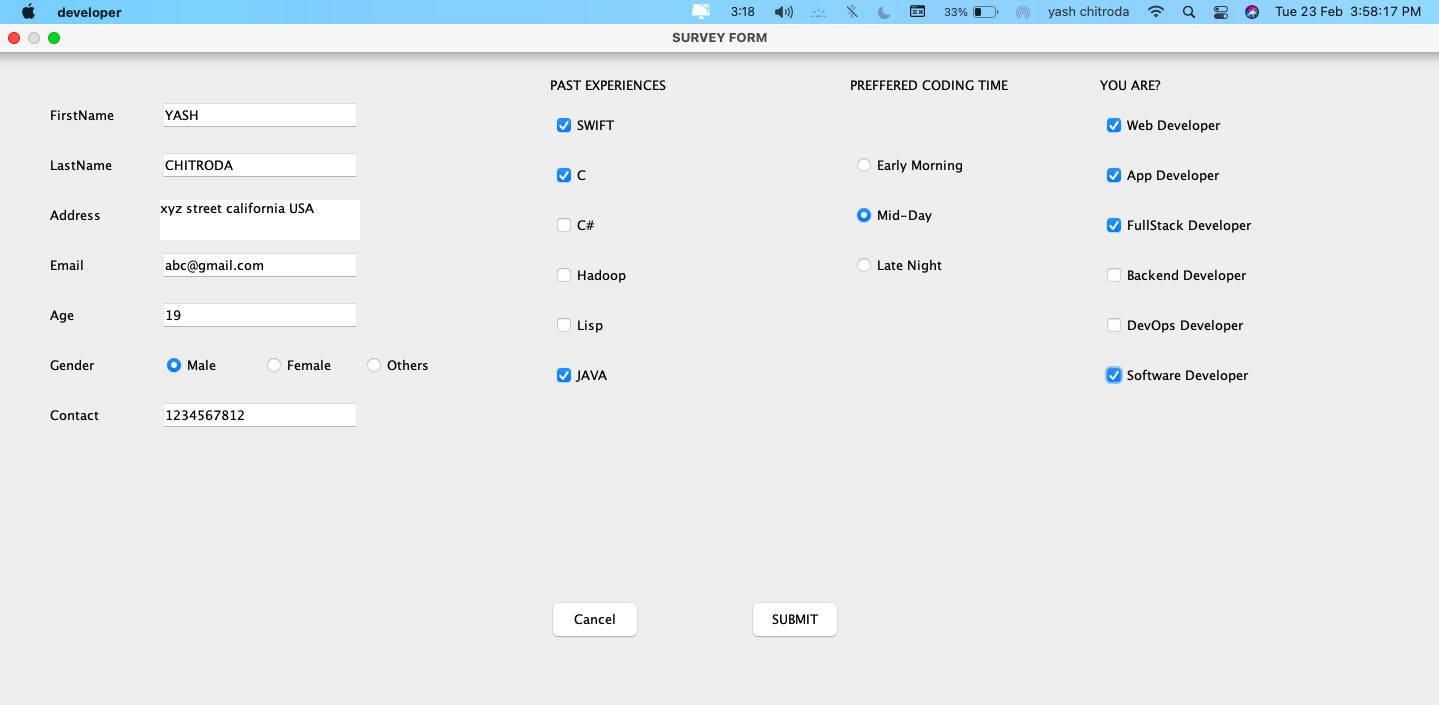 developer 3:18 33% yash chitroda Tue 23 Feb 3:58:17 PM
SURVEY FORM
PAST EXPERIENCES PREFFERED CODING TIME YOU ARE?
FirstName YASH
SWIFT Web Developer
LastName CHITRODA
Early Morning
C App Developer
Address xyz street california USA
Mid-Day
C# FullStack Developer
Email abc@gmail.com
Late Night
Hadoop Backend Developer
Age 19
Lisp DevOps Developer
Gender Male Female Others
JAVA Software Developer
Contact 1234567812
Cancel SUBMIT